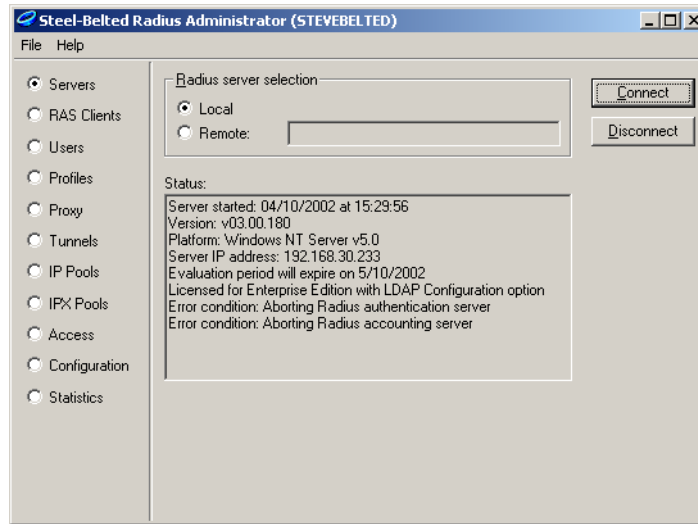 Steel-Belted Radius Administrator (STEVEBELTED)
File Help
Servers
RAS Clients
Users
Profiles
Proxy
Tunnels
IP Pools
IPX Pools
Access
Configuration
Statistics
Radius server selection
Local
Remote:
Connect
Disconnect
Status:
Server started: 04/10/2002 at 15:29:56
Version: v03.00.180
Platform: Windows NT Server v5.0
Server IP address: 192.168.30.233
Evaluation period will expire on 5/10/2002
Licensed for Enterprise Edition with LDAP Configuration option
Error condition: Aborting Radius authentication server
Error condition: Aborting Radius accounting server